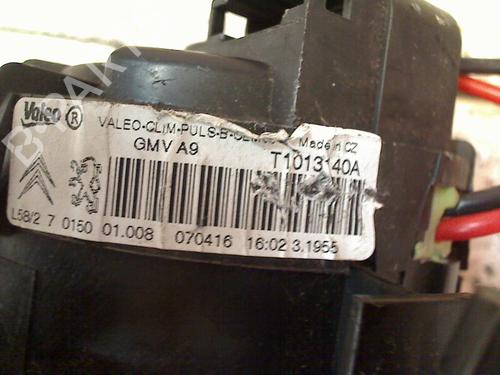 Valeo ® VALEO-CLIM-PULS-B- Made in CZ
GMV A9 T1013140A
L58/2 7 0150 01.008 070416 16:02 3.1955